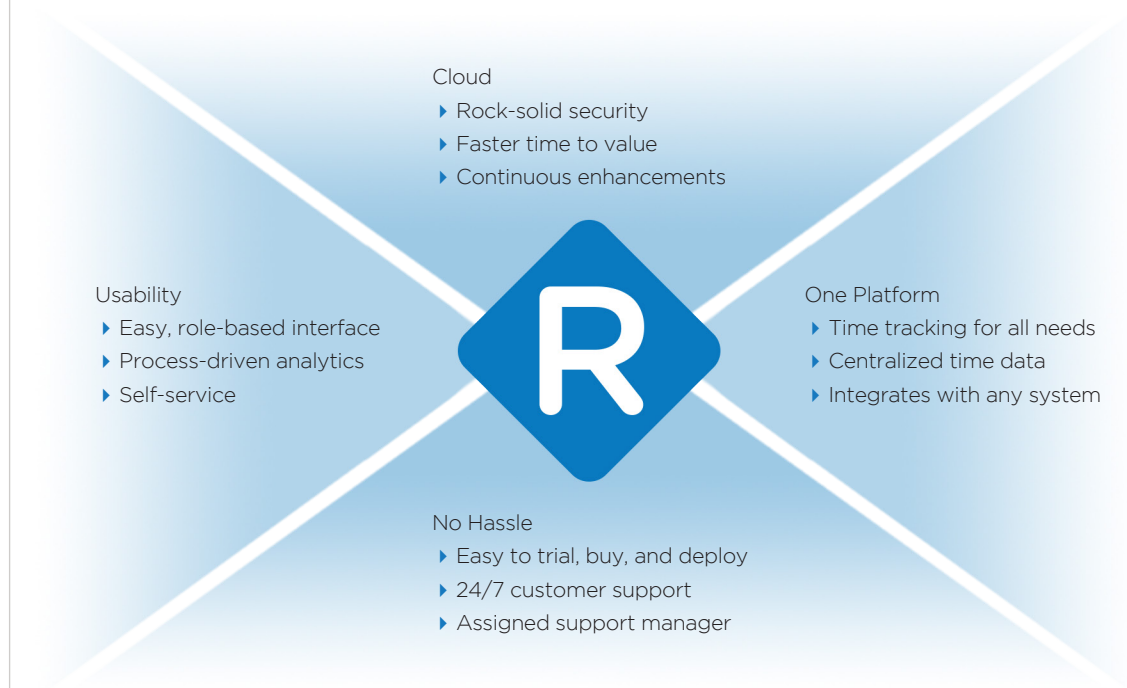 Cloud
Rock-solid security
Faster time to value
Continuous enhancements
Usability
Easy, role-based interface
Process-driven analytics
Self-service
R
One Platform
Time tracking for all needs
Centralized time data
Integrates with any system
No Hassle
Easy to trial, buy, and deploy
24/7 customer support
Assigned support manager